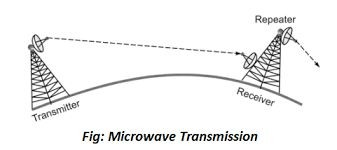 Repeater
Transmitter
Receiver
Fig: Microwave Transmission